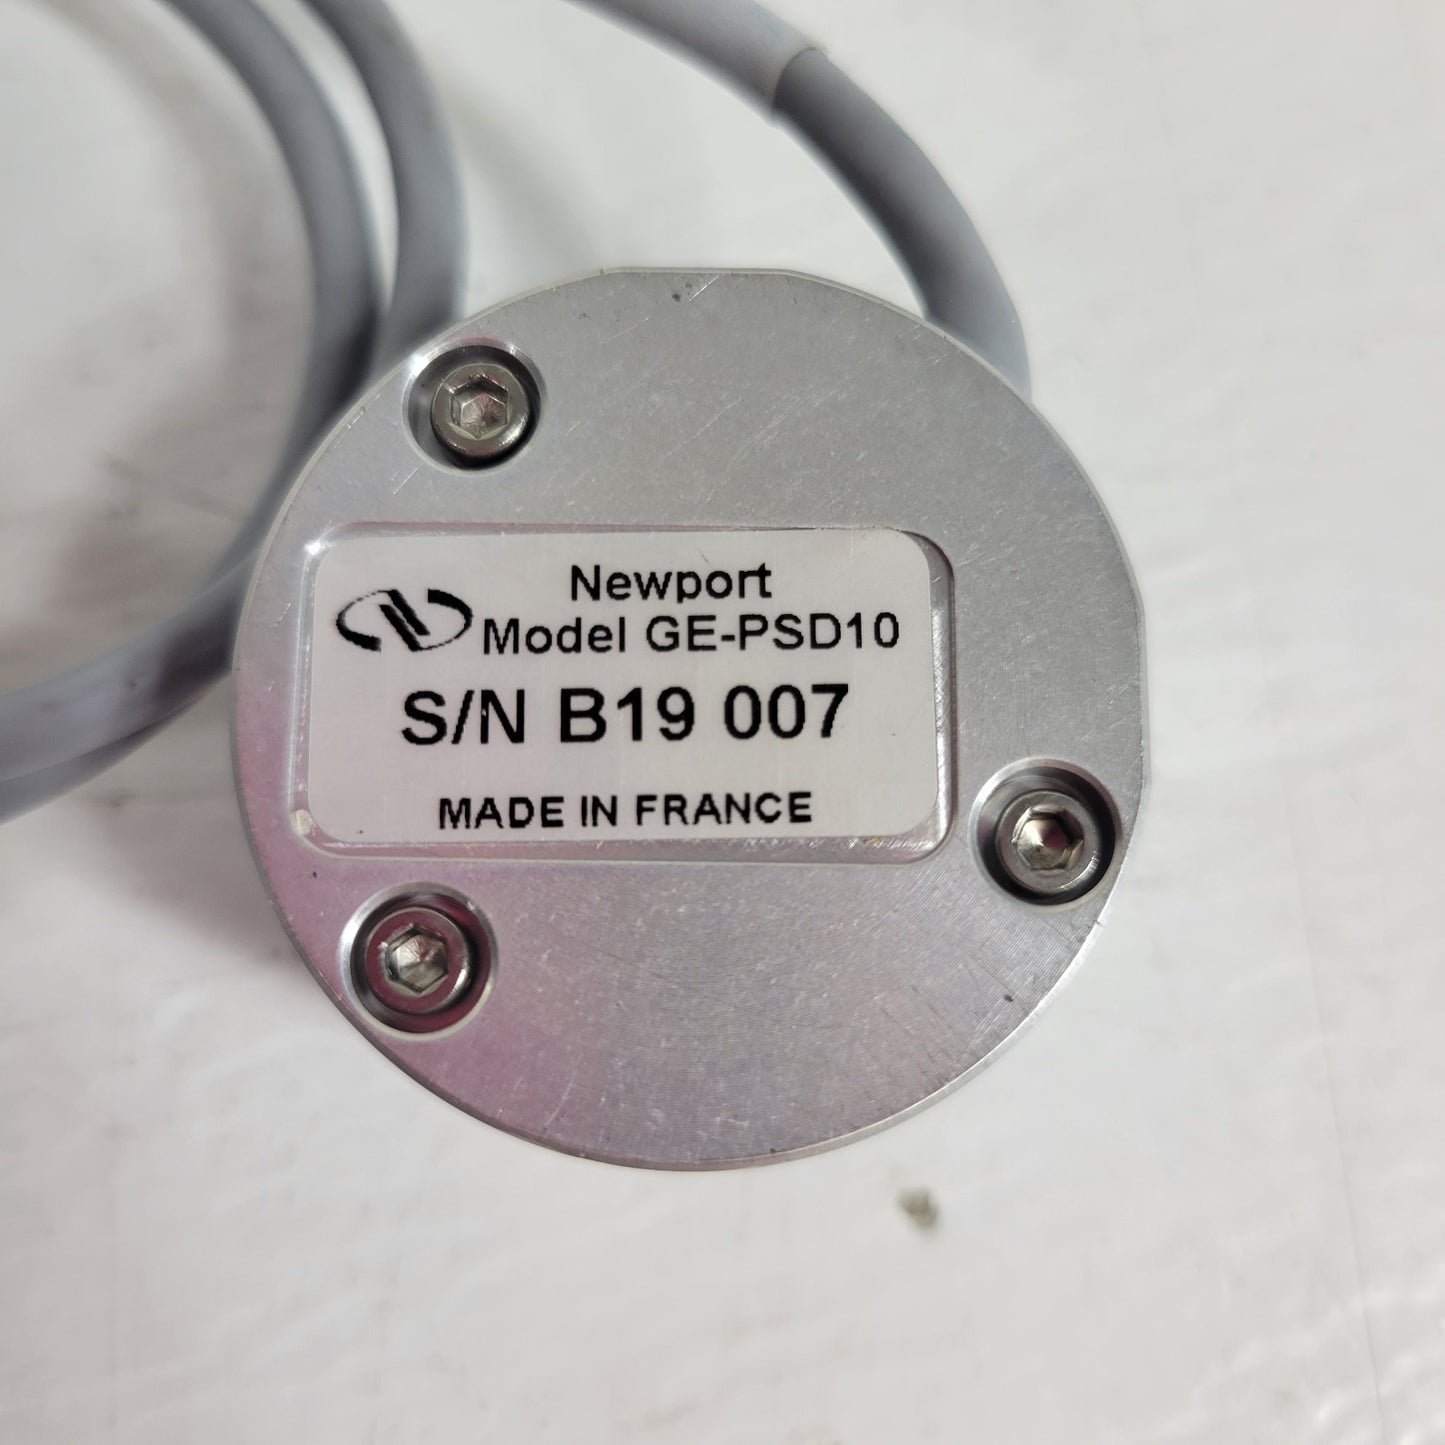 Newport
Model GE-PSD10
S/N B19 007
MADE IN FRANCE